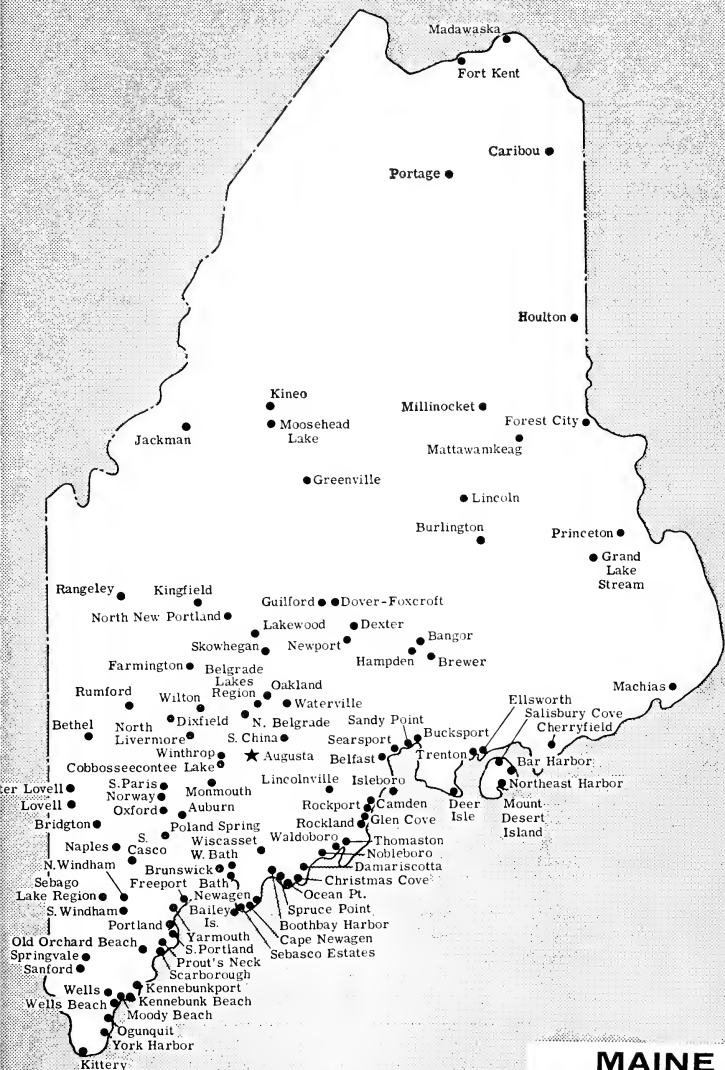 Madawaska
Fort Kent
Caribou
Portage
Houlton
Kineo
Millinocket
Moosehead
Lake
Forest City
Jackman
Mattawamkeag
Greenville
Lincoln
Burlington
Princeton
Grand
Lake
Stream
Rangeley
Kingfield
Guilford
Dover-Foxcroft
North New Portland
Lakewood
Dexter
Skowhegan
Newport
Bangor
Hampden
Brewer
Farmington
Belgrade
Lakes
Region
Oakland
Machias
Rumford
Wilton
Waterville
Ellsworth
Salisbury Cove
Cherryfield
Bethel
North
Livermore
Dixfield
N. Belgrade
Sandy Point
Bucksport
S. China
Searsport
Trenton
Winthrop
Augusta
Belfast
Bar Harbor
Cobbosseecontee
Lake
ter Lovell
S. Paris
Monmouth
Lincolnville
Isleboro
Northeast Harbor
Lovell
Norway
Rockport
Camden
Deer
Isle
Mount
Desert
Island
Oxford
Auburn
Rockland
Glen Cove
Bridgton
Poland Spring
Waldoboro
Thomaston
Naples
S.
Casco
Wiscasset
Nobleboro
W. Bath
N. Windham
Brunswick
Damariscotta
Sebago
Lake Region
Freeport
Bath
Christmas Cove
Newagen
Ocean Pt.
S. Windham
Bailey
Is.
Spruce Point
Portland
Boothbay Harbor
Yarmouth
Cape Newagen
Old Orchard Beach
S. Portland
Sebasco Estates
Springvale
Prout's Neck
Sanford
Scarborough
Wells
Kennebunkport
Wells Beach
Kennebunk Beach
Moody Beach
Ogunquit
York Harbor
Kittery
MAINE